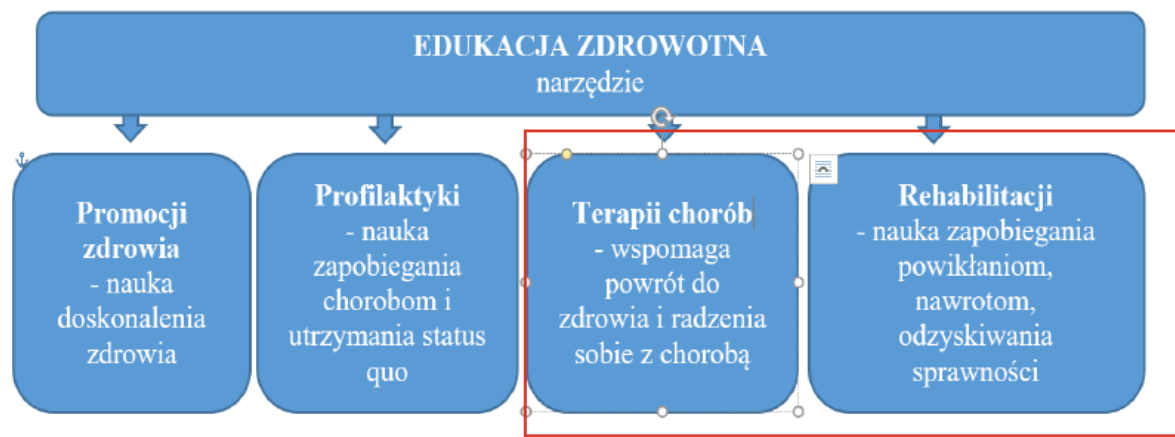 EDUKACJA ZDROWOTNA
narzędzie
Promocji
zdrowia
- nauka
doskonalenia
zdrowia
Profilaktyki
- nauka
zapobiegania
chorobom i
utrzymania status
quo
Terapii chorób
- wspomaga
powrót do
zdrowia i radzenia
sobie z chorobą
Rehabilitacji
- nauka zapobiegania
powikłaniom,
nawrotom,
odzyskiwania
sprawności